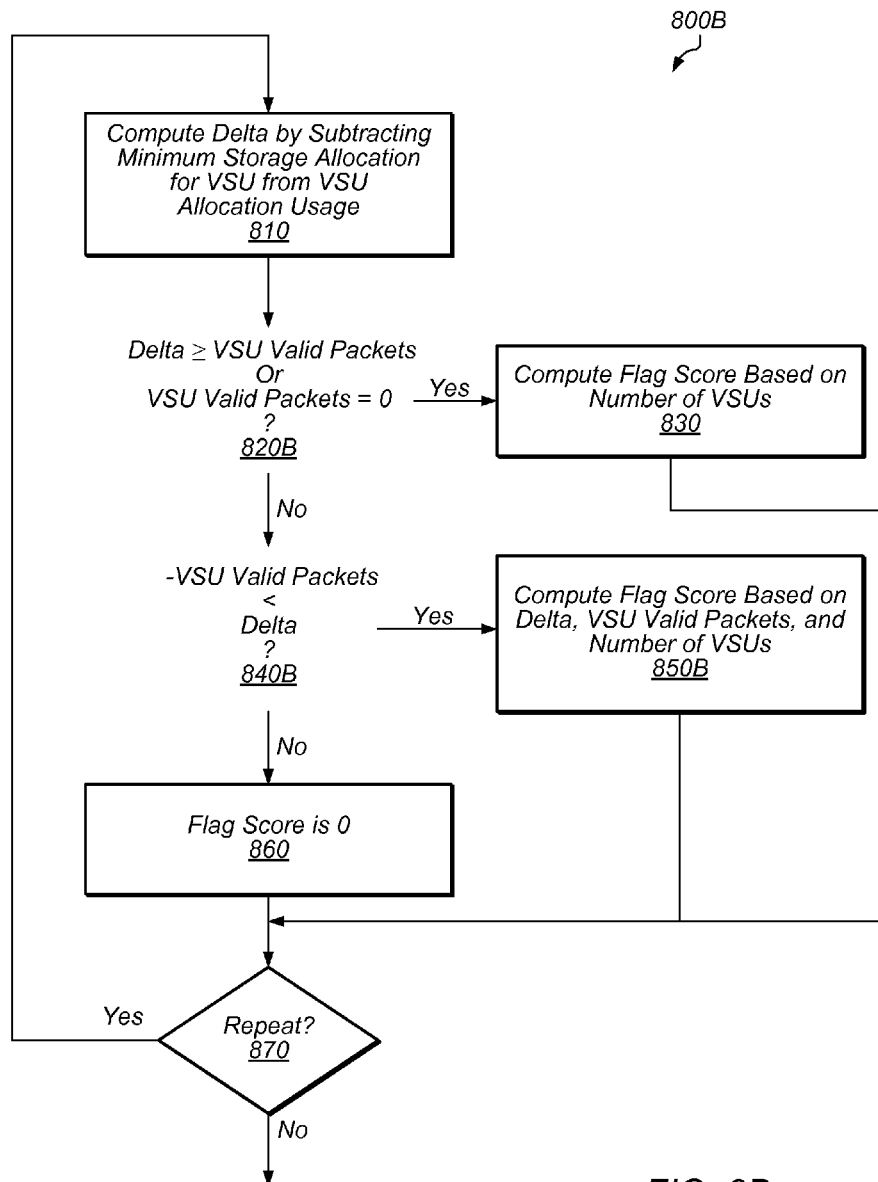 800B
Compute Delta by Subtracting
Minimum Storage Allocation
for VSU from VSU
Allocation Usage
810
Delta ≥ VSU Valid Packets
Or
VSU Valid Packets = 0
?
820B
Yes
Compute Flag Score Based on
Number of VSUs
830
No
-VSU Valid Packets
<
Delta
?
840B
Yes
Compute Flag Score Based on
Delta, VSU Valid Packets, and
Number of VSUs
850B
No
Flag Score is 0
860
Yes
Repeat?
870
No